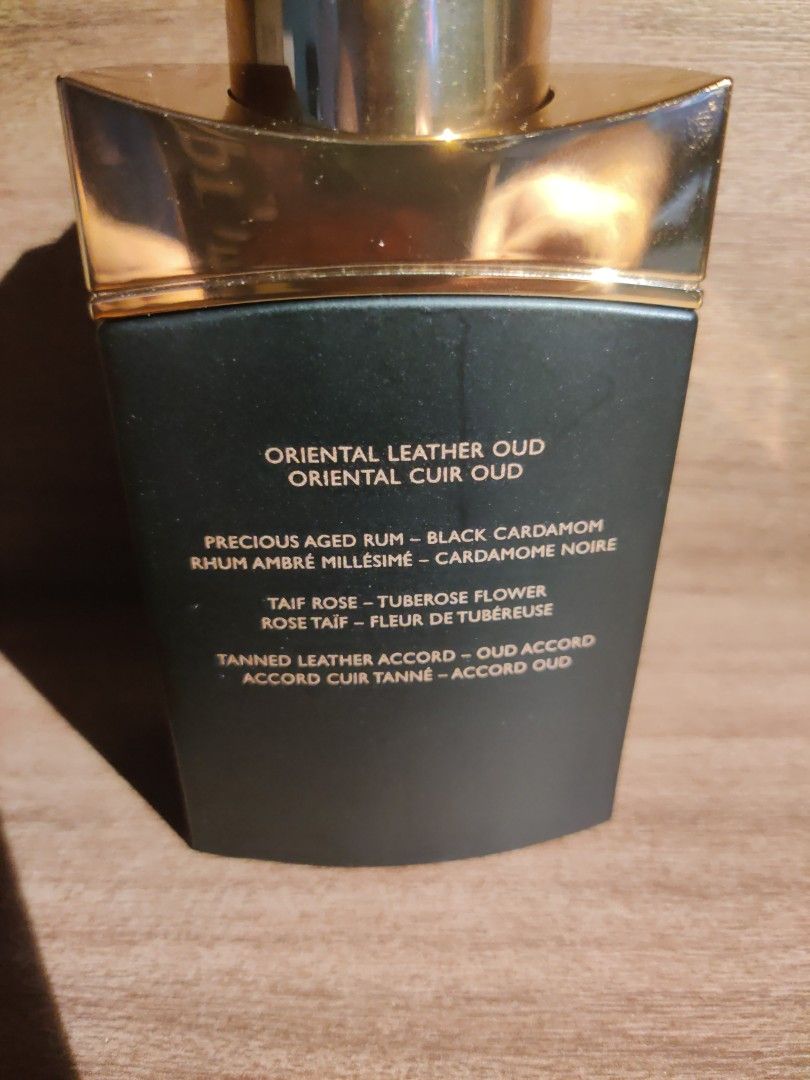 ORIENTAL LEATHER OUD
ORIENTAL CUIR OUD
PRECIOUS AGED RUM – BLACK CARDAMOM
RHUM AMBRÉ MILLÉSIMÉ – CARDAMOME NOIRE
TAIF ROSE – TUBEROSE FLOWER
ROSE TAÏF – FLEUR DE TUBÉREUSE
TANNED LEATHER ACCORD – OUD ACCORD
ACCORD CUIR TANNÉ – ACCORD OUD